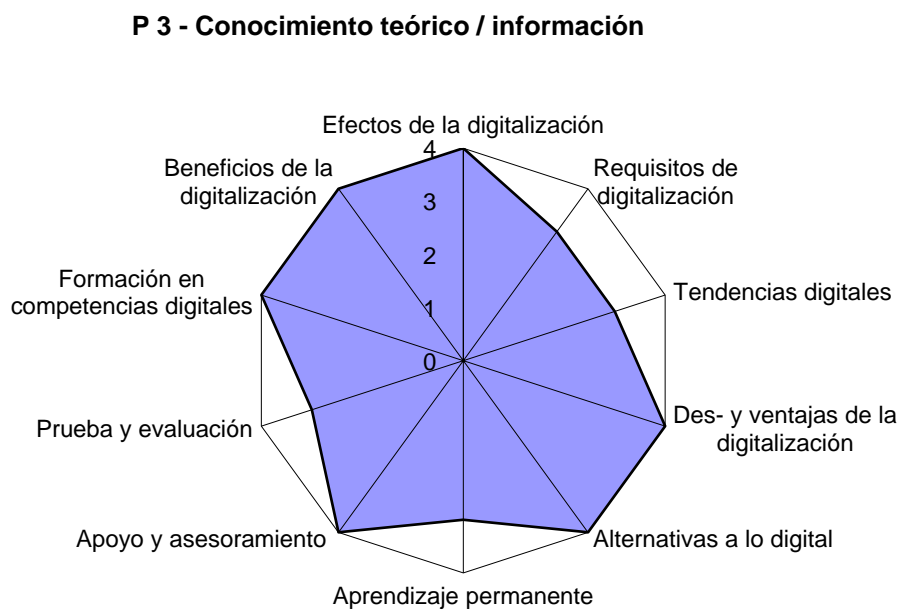 P 3 - Conocimiento teórico / información
Efectos de la digitalización
Requisitos de
digitalización
Tendencias digitales
Des- y ventajas de la
digitalización
Alternativas a lo digital
Aprendizaje permanente
Apoyo y asesoramiento
Prueba y evaluación
Formación en
competencias digitales
Beneficios de la
digitalización
4
3
2
1
0